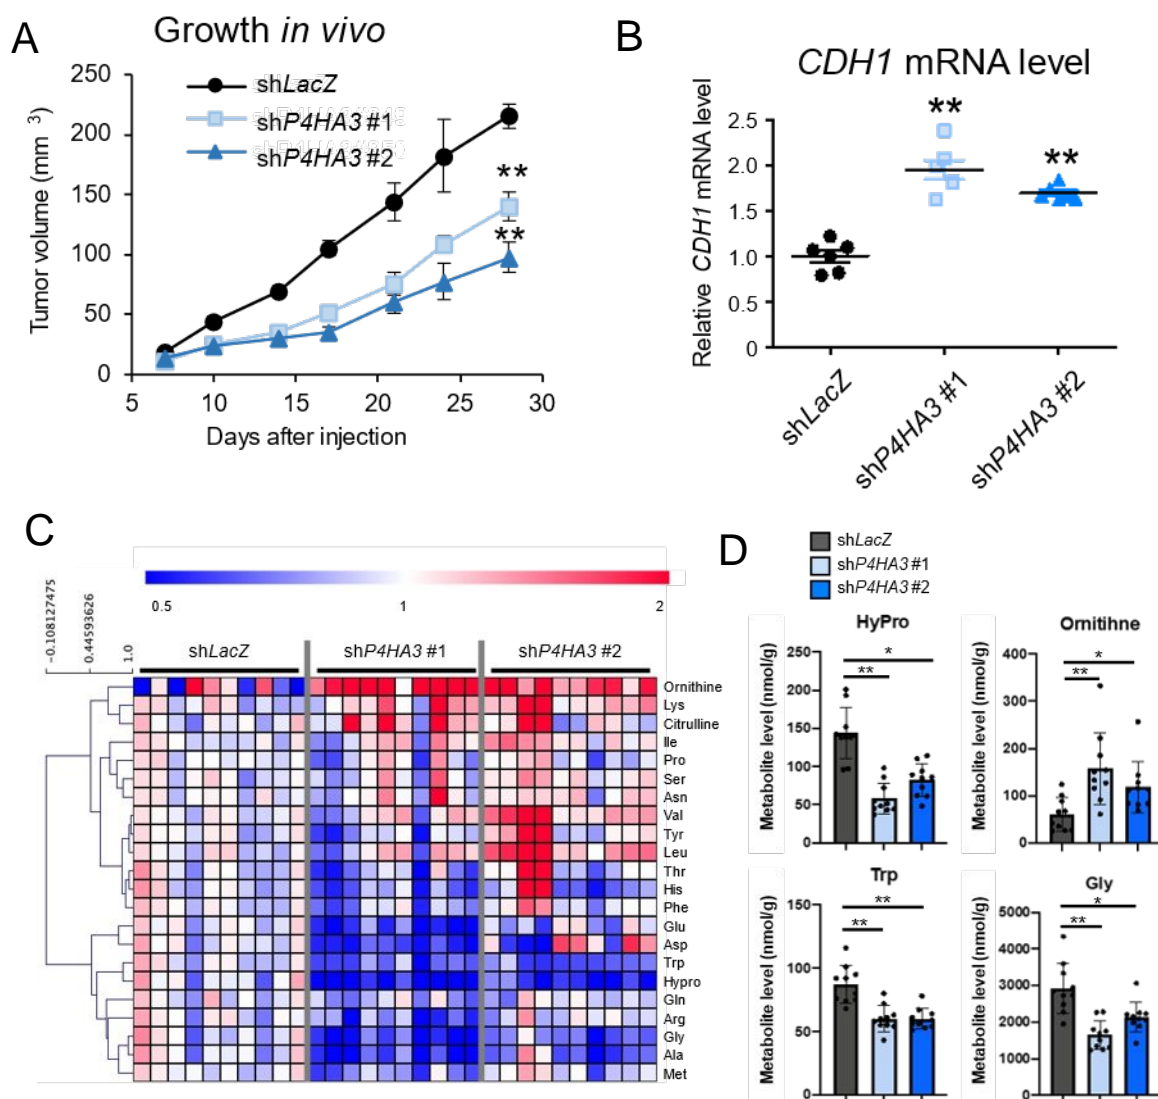 A
Growth in vivo
250
200
150
100
50
0
Tumor volume (mm 3)
shLacZ
shP4HA3 #1
shP4HA3 #2
**
**
5 10 15 20 25 30
Days after injection
B
CDH1 mRNA level
Relative CDH1 mRNA level
2.5
2.0
1.5
1.0
0.5
0
**
**
shLacZ
shP4HA3 #1
shP4HA3 #2
C
0.5 1 2
−0.108127475
0.44593626
1.0
shLacZ shP4HA3 #1 shP4HA3 #2
Ornithine
Lys
Citrulline
Ile
Pro
Ser
Asn
Val
Tyr
Leu
Thr
His
Phe
Glu
Asp
Trp
Hypro
Gln
Arg
Gly
Ala
Met
D
shLacZ
shP4HA3 #1
shP4HA3 #2
HyPro
Metabolite level (nmol/g)
250
200
150
100
50
0
**
*
Ornitihne
Metabolite level (nmol/g)
400
300
200
100
0
**
*
Trp
Metabolite level (nmol/g)
150
100
50
0
**
**
Gly
Metabolite level (nmol/g)
5000
4000
3000
2000
1000
0
**
*